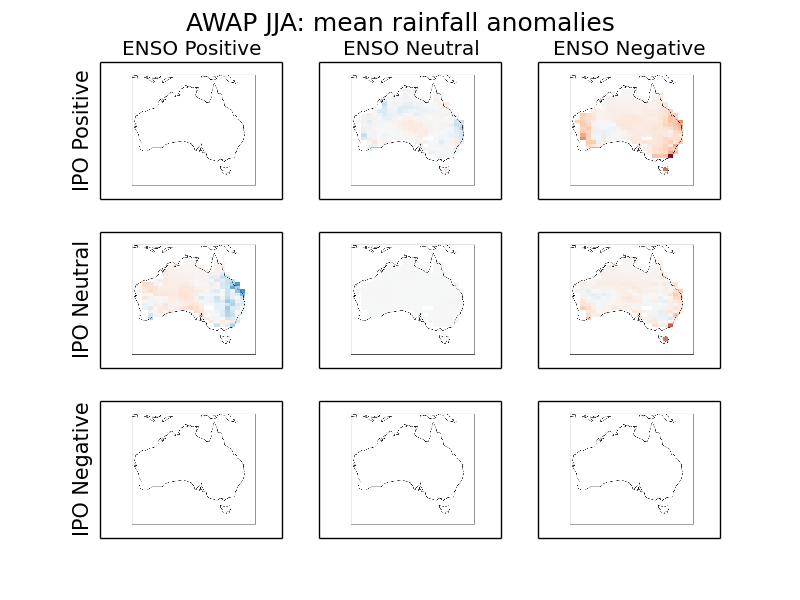 AWAP JJA: mean rainfall anomalies
ENSO Positive
ENSO Neutral
ENSO Negative
IPO Positive
IPO Neutral
IPO Negative